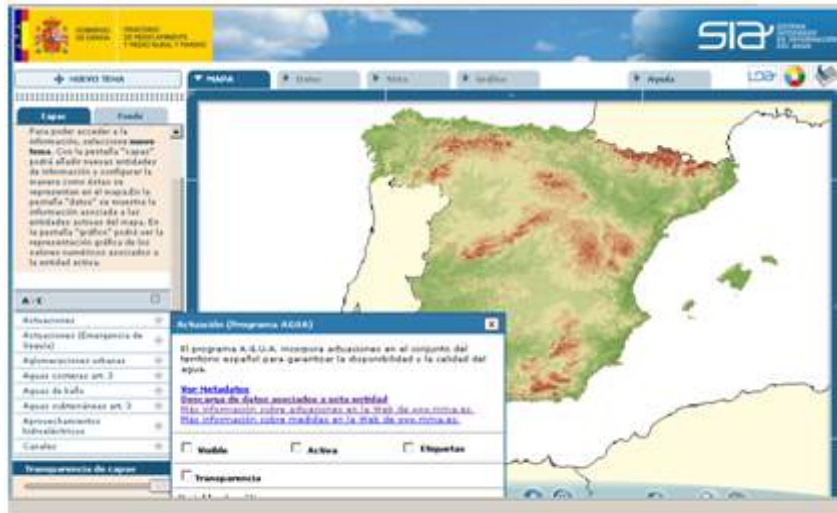 GOBIERNO
DE ESPAÑA
MINISTERIO
DE MEDIO AMBIENTE
Y MEDIO RURAL Y MARINO
SIA
SISTEMA
INTEGRADO
DE INFORMACIÓN
DEL AGUA
NUEVO TEMA
MAPA
Datos
Gráfico
Ayuda
Capas
Fondo
Para poder acceder a la
información, seleccione nuevo
tema. Con la pestaña "capas"
podrá añadir nuevas entidades
de información y configurar la
manera como éstas se
representan en el mapa.En la
pestaña "datos" se muestra la
información asociada a las
entidades activas del mapa. En
la pestaña "gráfico" podrá ver la
representación gráfica de los
valores numéricos asociados a
la entidad activa.
A - C
Actuaciones
Actuaciones (Emergencia de
Sequía)
Aglomeraciones urbanas
Aguas costeras art. 3
Aguas de baño
Aguas subterráneas art. 3
Aprovechamientos
hidroeléctricos
Canales
Transparencia de capas
Actuación (Programa AGUA)
El programa A.G.U.A. incorpora actuaciones en el conjunto del
territorio español para garantizar la disponibilidad y la calidad del
agua.
Ver Metadatos
Descarga de datos asociados a esta entidad
Más información sobre actuaciones en la Web de www.mma.es.
Más información sobre medidas en la Web de www.mma.es.
Visible
Activa
Etiquetas
Transparencia